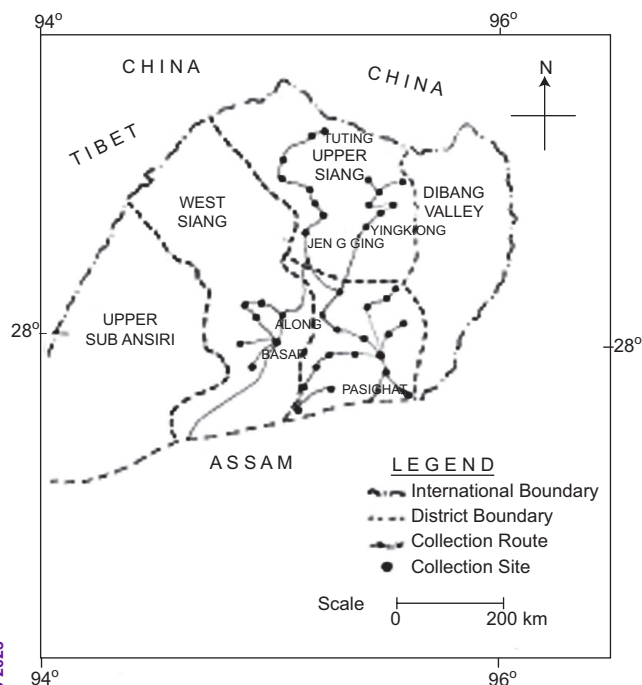 94° 96°
CHINA
CHINA
N
TIBET
TUTING
UPPER
SIANG
DIBANG
VALLEY
WEST
SIANG
YINGKIONG
JEN G GING
28° 28°
UPPER
SUB ANSIRI
ALONG
BASAR
PASIGHAT
ASSAM
LEGEND
International Boundary
District Boundary
Collection Route
Collection Site
Scale
0 200 km
94° 96°